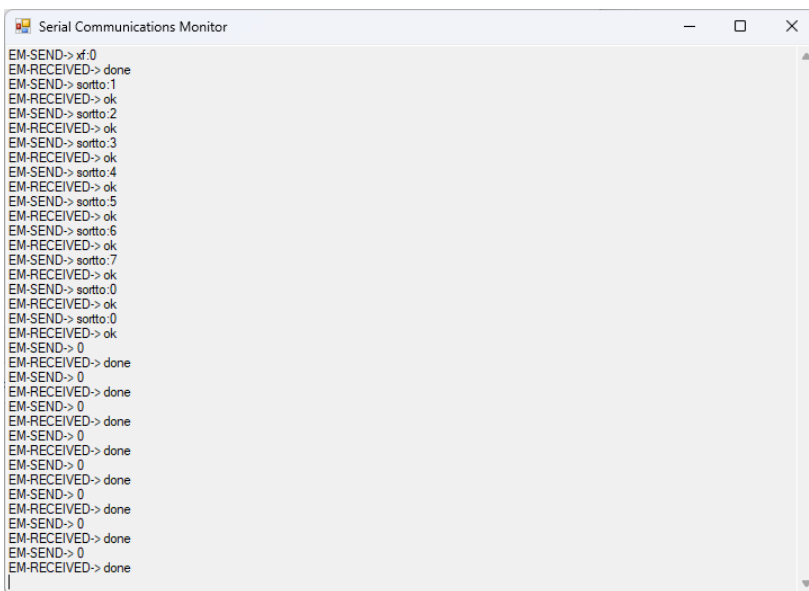 Serial Communications Monitor
EM-SEND-> xf:0
EM-RECEIVED-> done
EM-SEND-> sortto:1
EM-RECEIVED-> ok
EM-SEND-> sortto:2
EM-RECEIVED-> ok
EM-SEND-> sortto:3
EM-RECEIVED-> ok
EM-SEND-> sortto:4
EM-RECEIVED-> ok
EM-SEND-> sortto:5
EM-RECEIVED-> ok
EM-SEND-> sortto:6
EM-RECEIVED-> ok
EM-SEND-> sortto:7
EM-RECEIVED-> ok
EM-SEND-> sortto:0
EM-RECEIVED-> ok
EM-SEND-> sortto:0
EM-RECEIVED-> ok
EM-SEND-> 0
EM-RECEIVED-> done
EM-SEND-> 0
EM-RECEIVED-> done
EM-SEND-> 0
EM-RECEIVED-> done
EM-SEND-> 0
EM-RECEIVED-> done
EM-SEND-> 0
EM-RECEIVED-> done
EM-SEND-> 0
EM-RECEIVED-> done
EM-SEND-> 0
EM-RECEIVED-> done
EM-SEND-> 0
EM-RECEIVED-> done